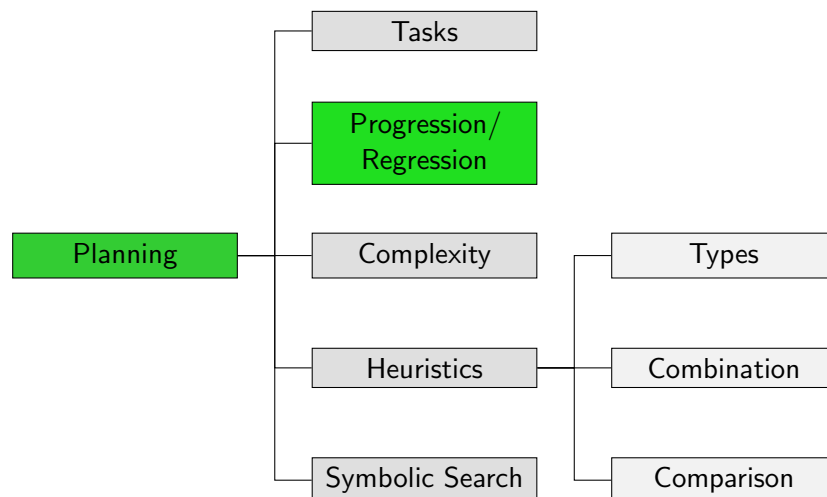 Tasks
Progression/
Regression
Planning
Complexity
Types
Heuristics
Combination
Symbolic Search
Comparison